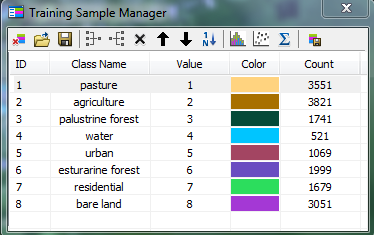 Training Sample Manager
ID Class Name Value Color Count
1 pasture 1 3551
2 agriculture 2 3821
3 palustrine forest 3 1741
4 water 4 521
5 urban 5 1069
6 esturarine forest 6 1999
7 residential 7 1679
8 bare land 8 3051